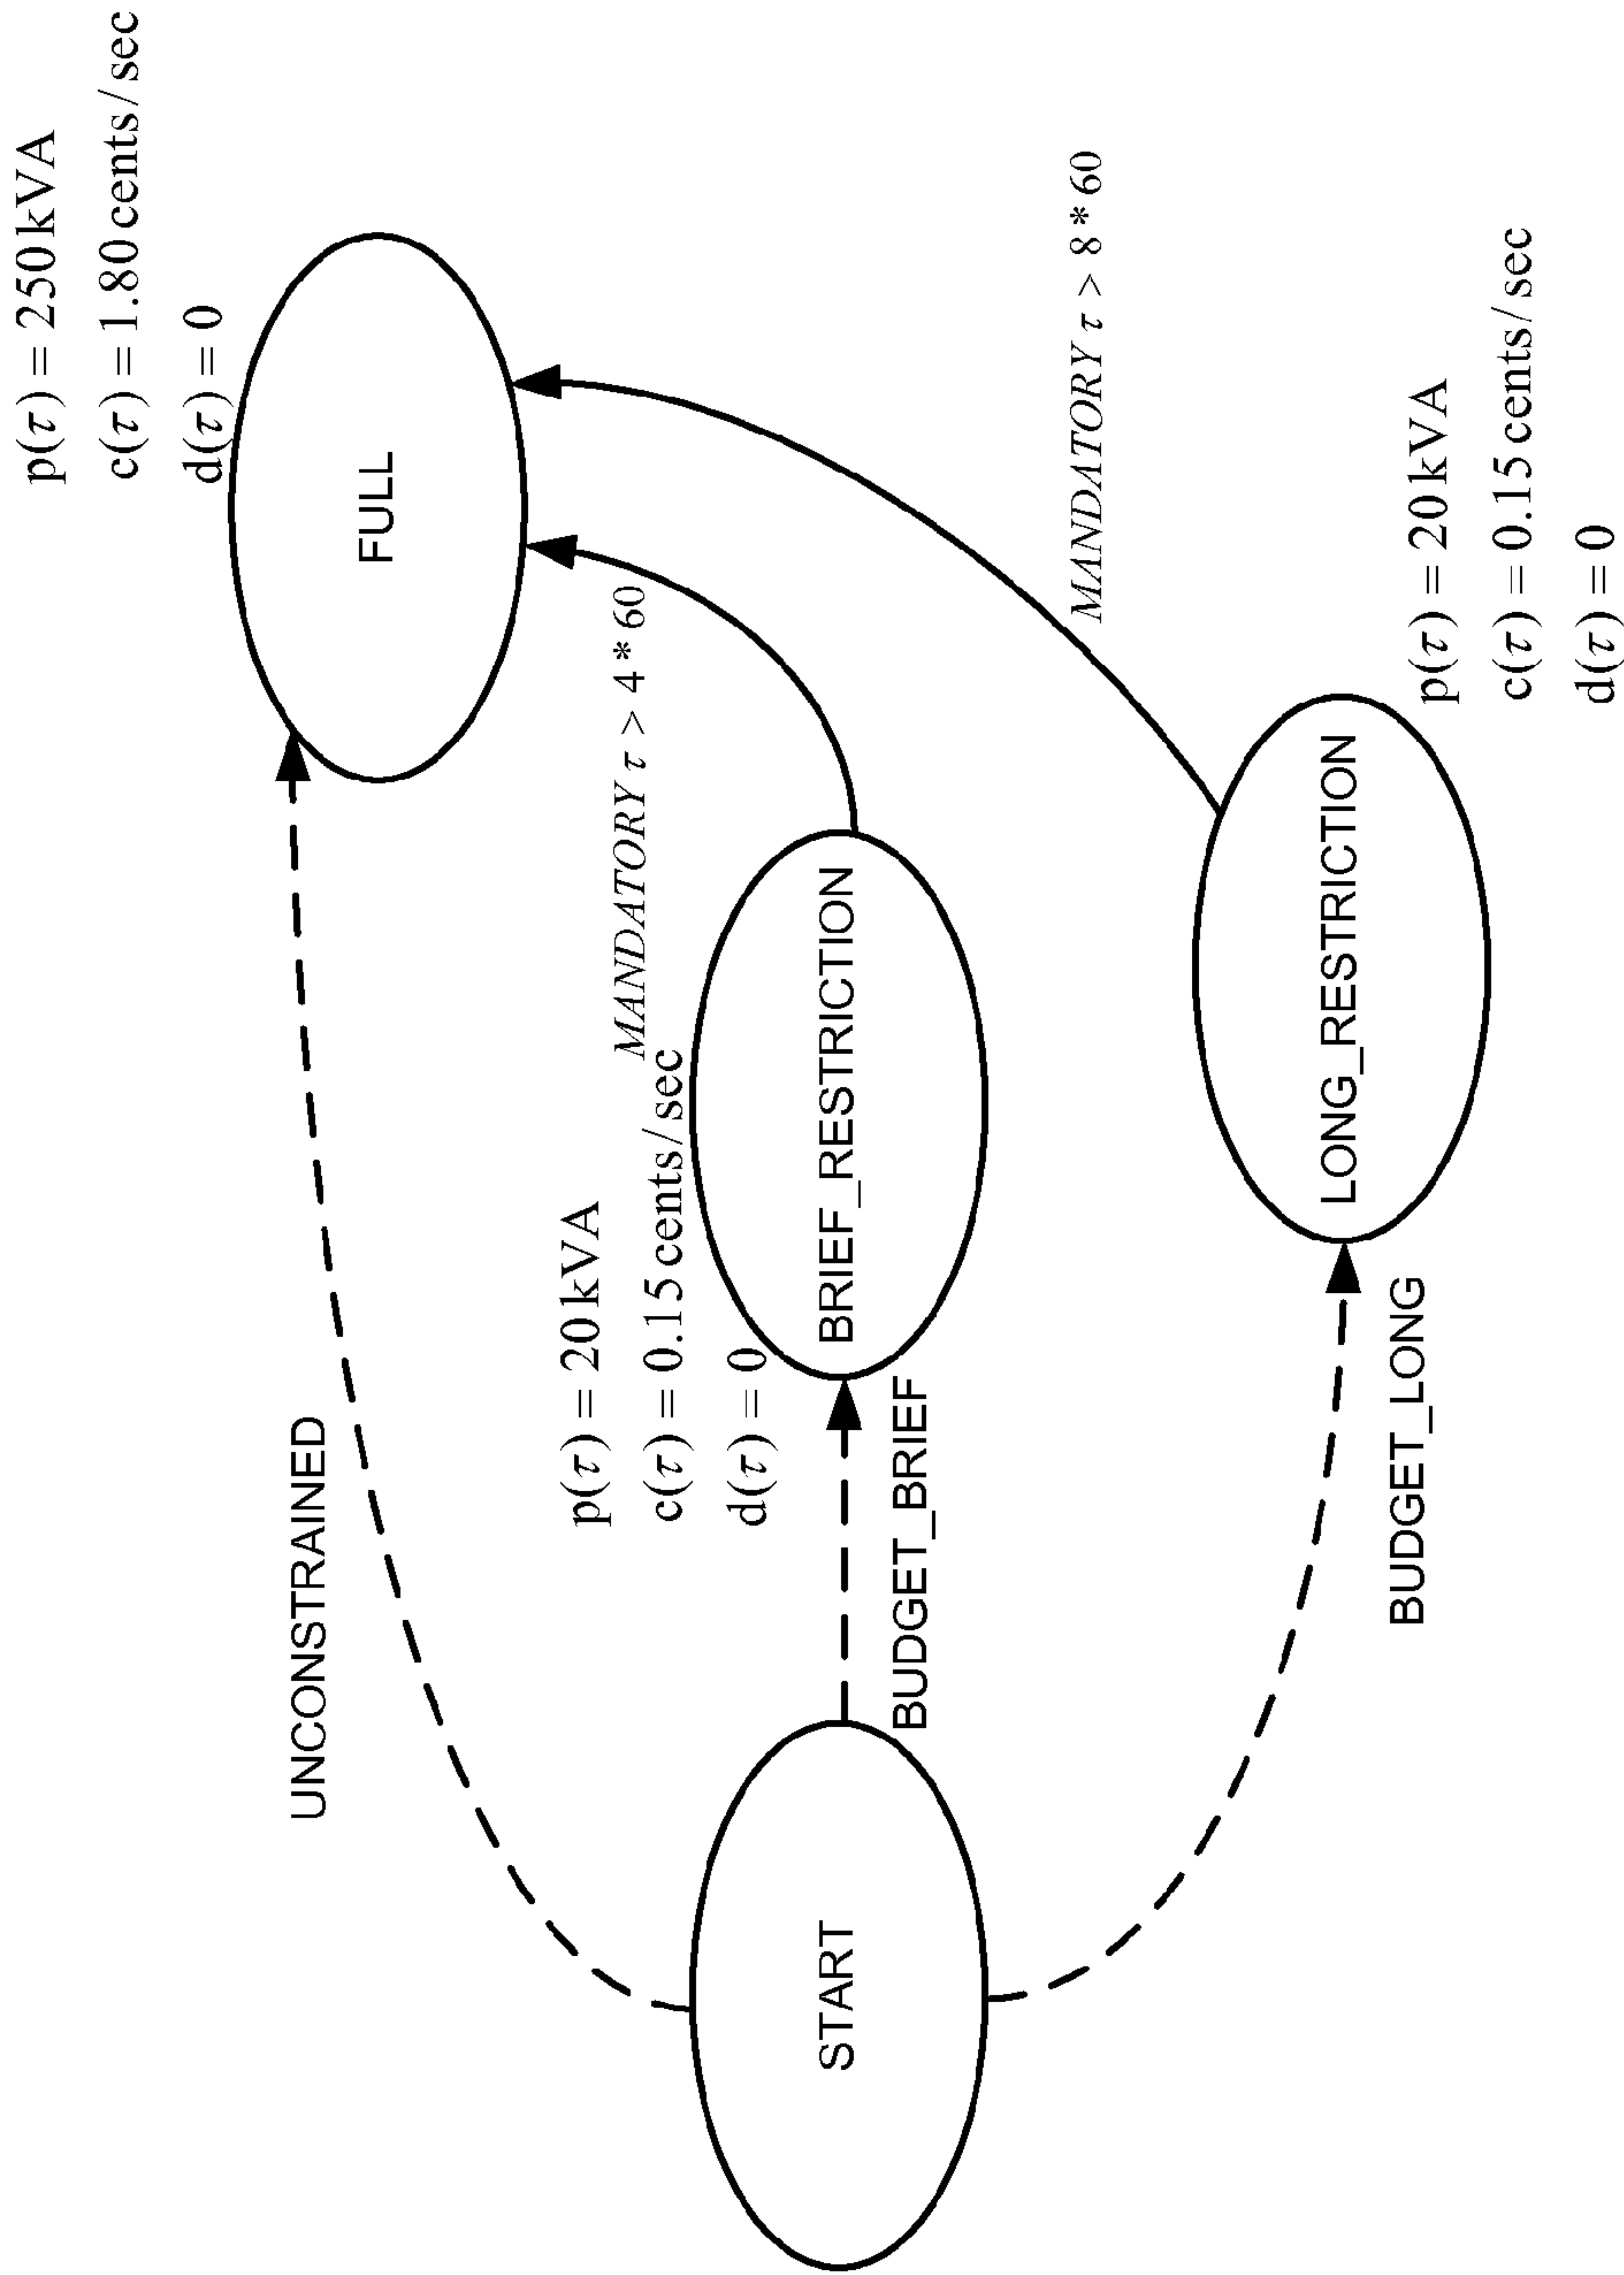 p(τ) = 250 kVA
c(τ) = 1.80 cents / sec
d(τ) = 0
FULL
UNCONSTRAINED
MANDATORY τ > 4 * 60
p(τ) = 20 kVA
c(τ) = 0.15 cents / sec
d(τ) = 0
BRIEF_RESTRICTION
START
BUDGET_BRIEF
MANDATORY τ > 8 * 60
LONG_RESTRICTION
BUDGET_LONG
p(τ) = 20 kVA
c(τ) = 0.15 cents / sec
d(τ) = 0